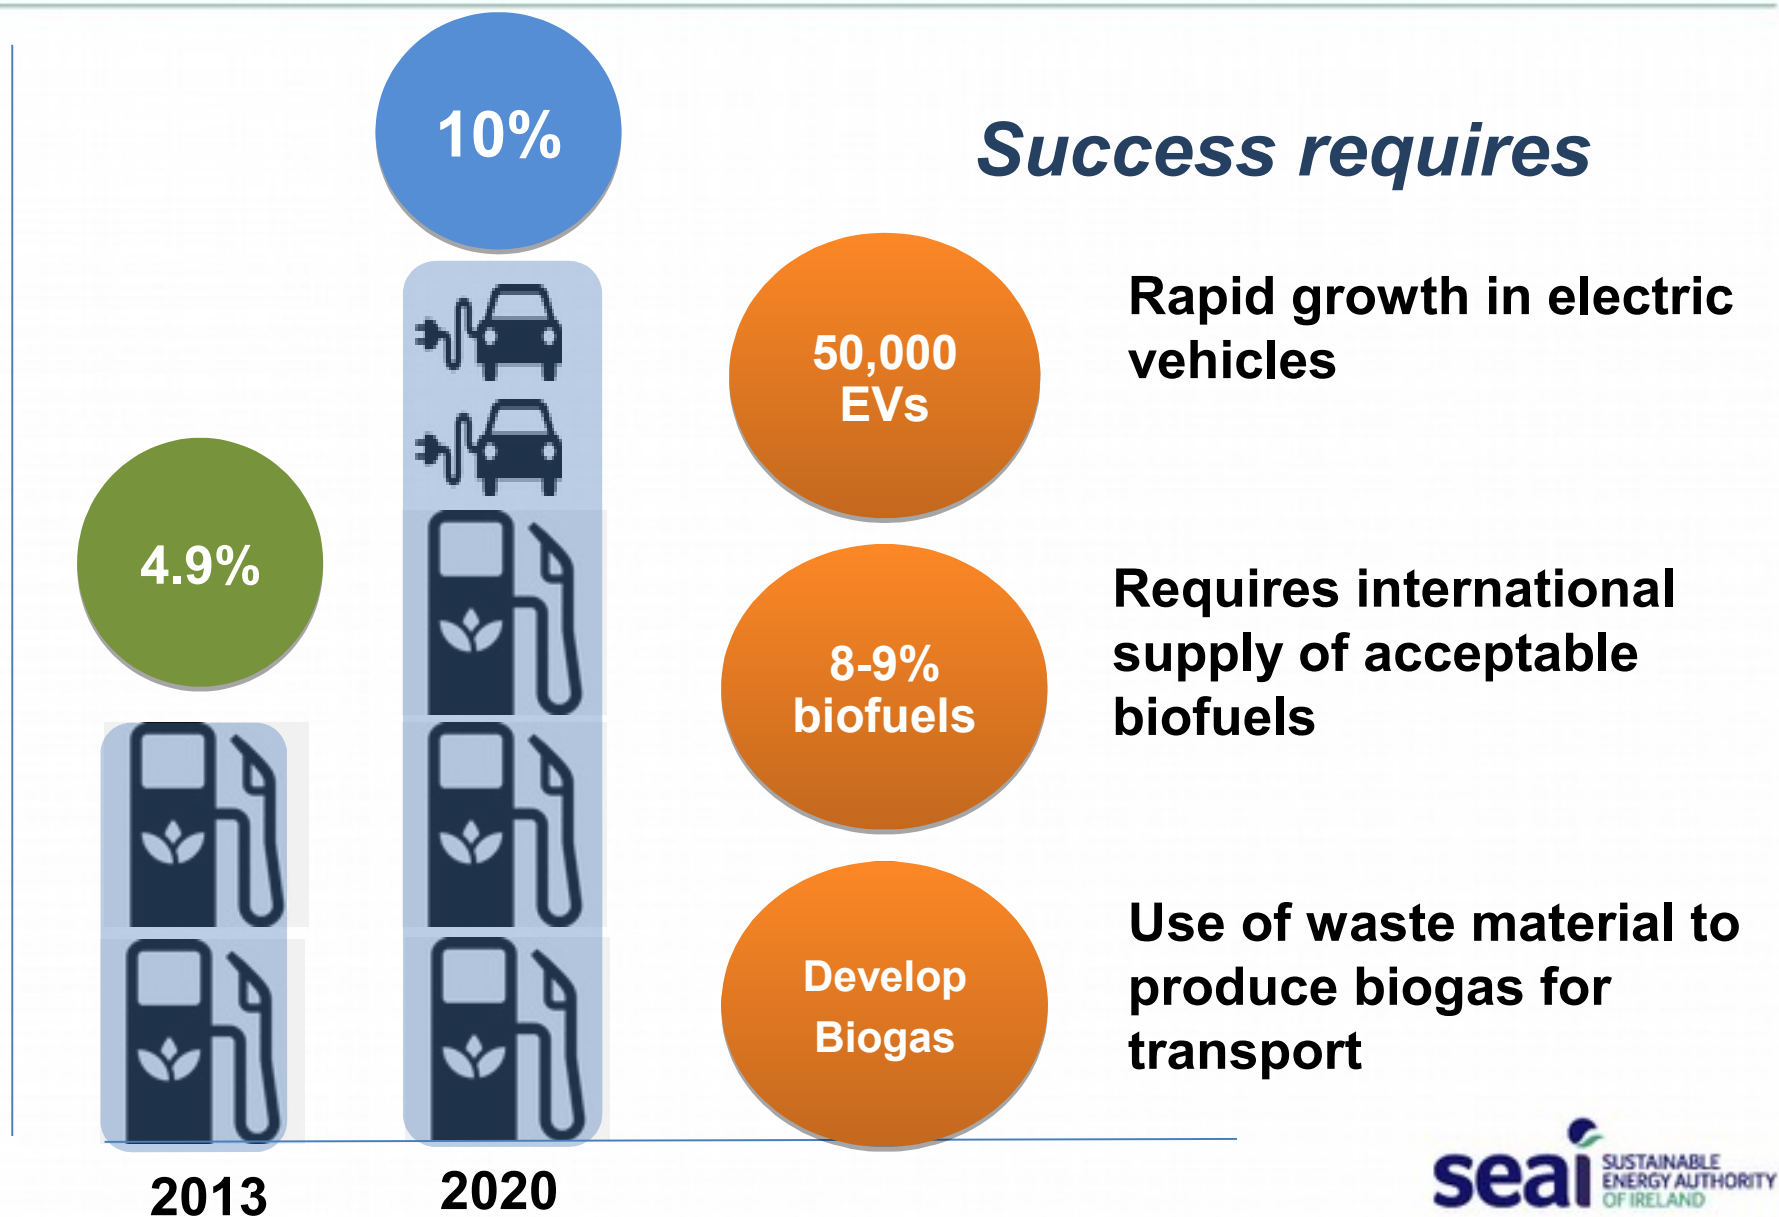 10%
4.9%
2013
2020
Success requires
50,000
EVs
Rapid growth in electric
vehicles
8-9%
biofuels
Requires international
supply of acceptable
biofuels
Develop
Biogas
Use of waste material to
produce biogas for
transport
seai
SUSTAINABLE
ENERGY AUTHORITY
OF IRELAND